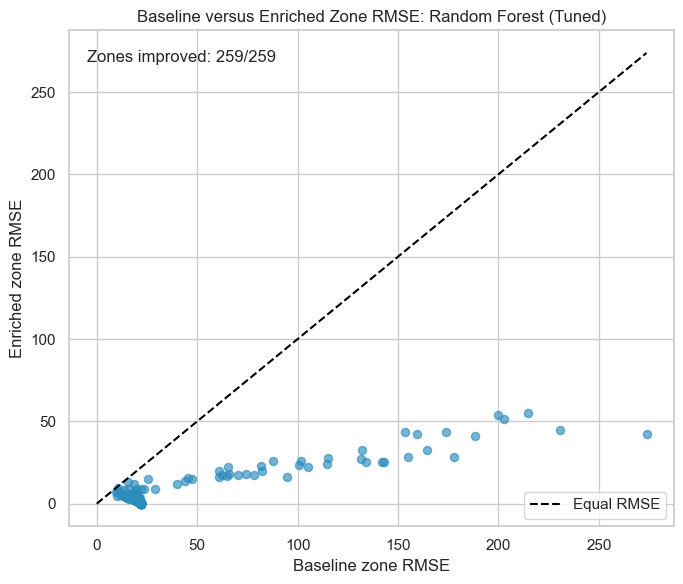 Baseline versus Enriched Zone RMSE: Random Forest (Tuned)
Zones improved: 259/259
250
200
150
100
50
0
Enriched zone RMSE
Equal RMSE
0 50 100 150 200 250
Baseline zone RMSE